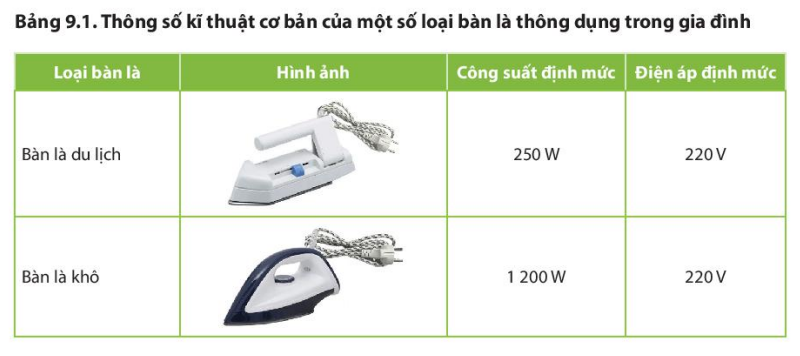 Bảng 9.1. Thông số kĩ thuật cơ bản của một số loại bàn là thông dụng trong gia đình
Loại bàn là Hình ảnh Công suất định mức Điện áp định mức
Bàn là du lịch 250 W 220 V
Bàn là khô 1 200 W 220 V